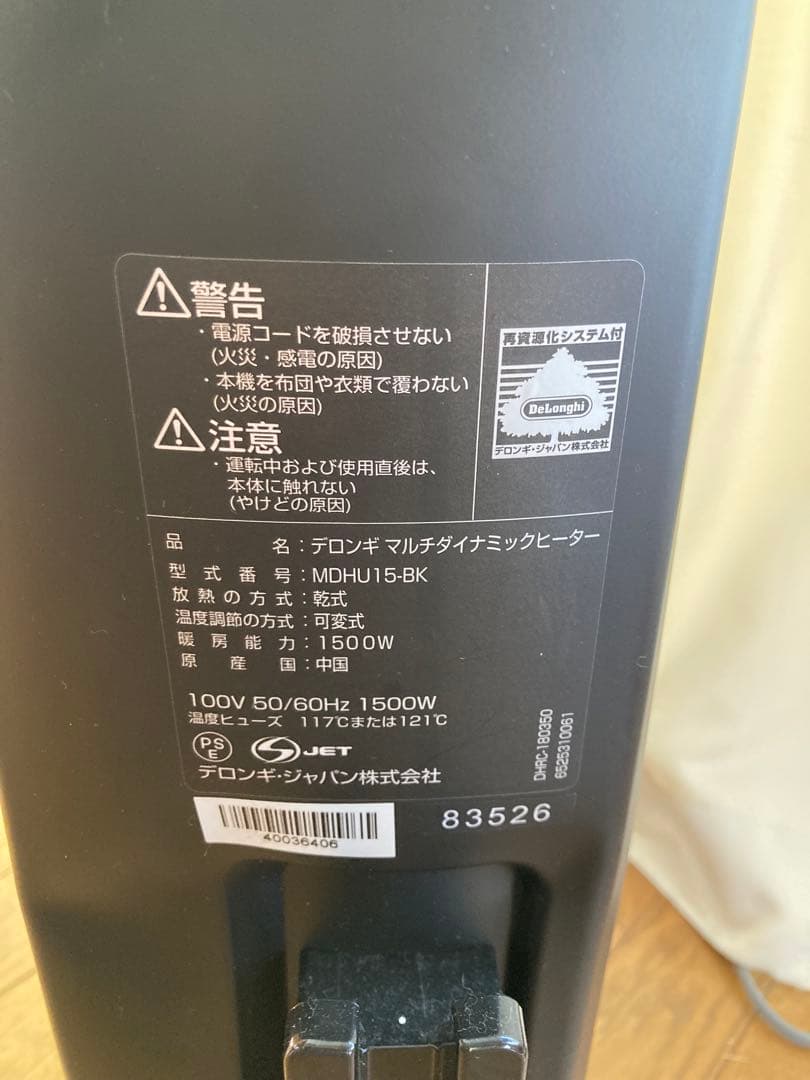 警告
・電源コードを破損させない
(火災・感電の原因)
・本機を布団や衣類で覆わない
(火災の原因)
注意
・運転中および使用直後は、
本体に触れない
(やけどの原因)
再資源化システム付
DeLonghi
デロンギ・ジャパン株式会社
品名：デロンギ マルチダイナミックヒーター
型式番号：MDHU15-BK
放熱の方式：乾式
温度調節の方式：可変式
暖房能力：1500W
原産国：中国
100V 50/60Hz 1500W
温度ヒューズ 117℃または121℃
PSE JET
デロンギ・ジャパン株式会社
DHRC-180350
6525310061
40036406
83526